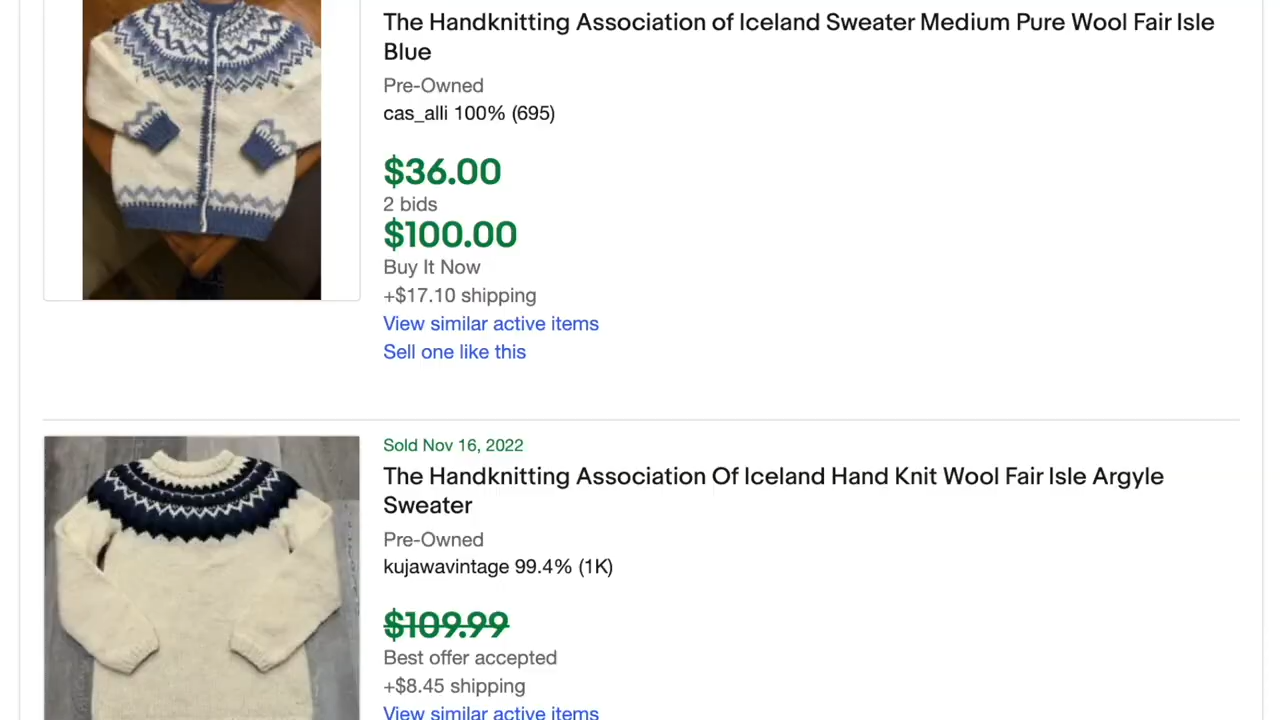 The Handknitting Association of Iceland Sweater Medium Pure Wool Fair Isle
Blue
Pre-Owned
cas_alli 100% (695)
$36.00
2 bids
$100.00
Buy It Now
+$17.10 shipping
View similar active items
Sell one like this
Sold Nov 16, 2022
The Handknitting Association Of Iceland Hand Knit Wool Fair Isle Argyle
Sweater
Pre-Owned
kujawavintage 99.4% (1K)
$109.99
Best offer accepted
+$8.45 shipping
View similar active items